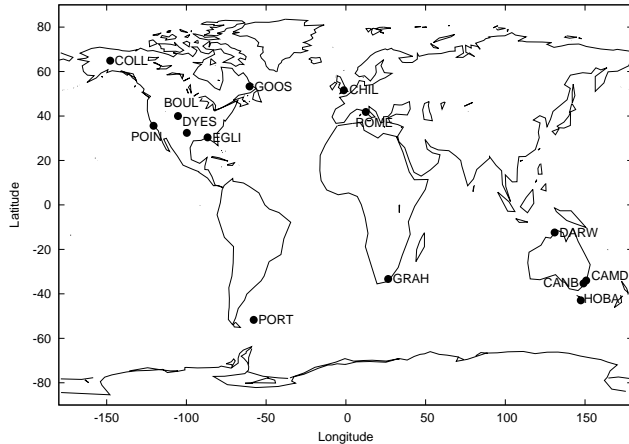 80
60
40
20
0
-20
-40
-60
-80
Latitude
COLL
GOOS
CHIL
BOUL
DYES
POIN
EGLI
ROME
DARW
GRAH
CANB
CAMD
HOBA
PORT
-150 -100 -50 0 50 100 150
Longitude